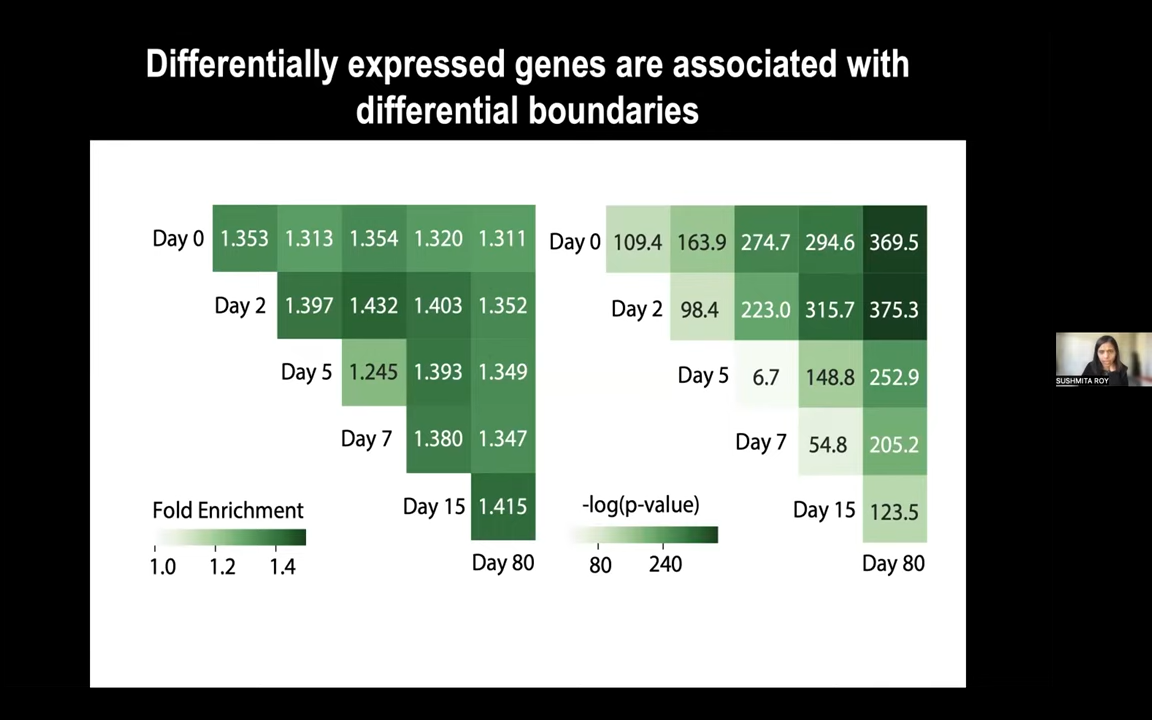 Differentially expressed genes are associated with
differential boundaries
Day 0 1.353 1.313 1.354 1.320 1.311
Day 2 1.397 1.432 1.403 1.352
Day 5 1.245 1.393 1.349
Day 7 1.380 1.347
Day 15 1.415
Day 80
Fold Enrichment
1.0 1.2 1.4
Day 0 109.4 163.9 274.7 294.6 369.5
Day 2 98.4 223.0 315.7 375.3
Day 5 6.7 148.8 252.9
Day 7 54.8 205.2
Day 15 123.5
Day 80
-log(p-value)
80 240
SUSHMITA ROY